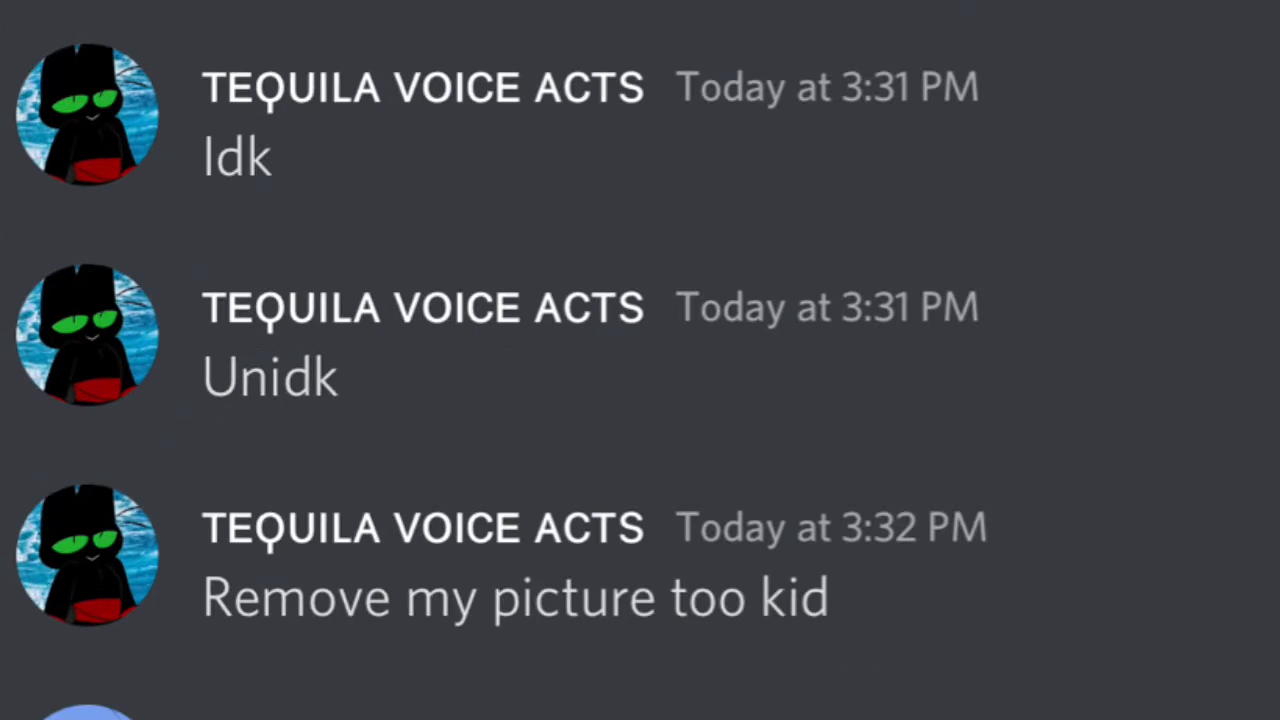 TEQUILA VOICE ACTS Today at 3:31 PM
Idk
TEQUILA VOICE ACTS Today at 3:31 PM
Unidk
TEQUILA VOICE ACTS Today at 3:32 PM
Remove my picture too kid